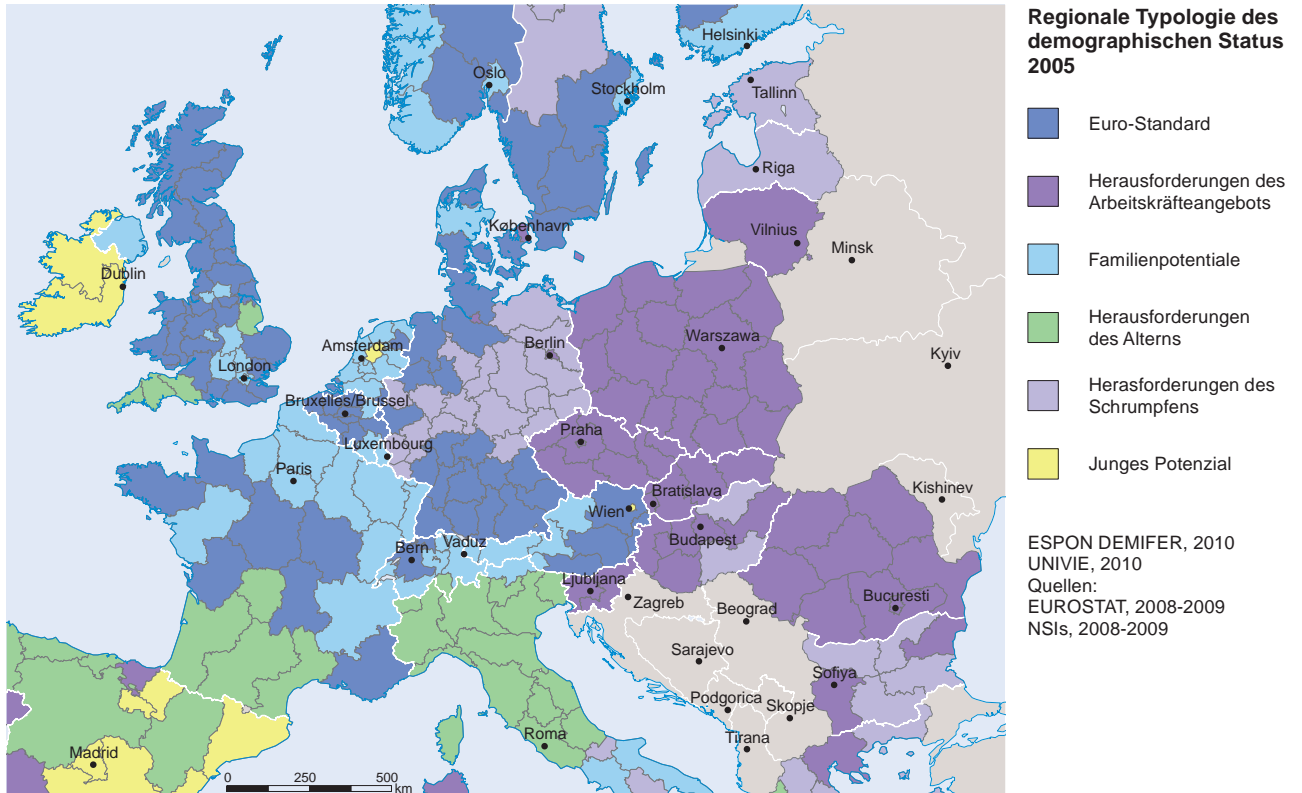 Helsinki
Oslo
Stockholm
Tallinn
Riga
København
Vilnius
Minsk
Dublin
Amsterdam
Berlin
Warszawa
London
Kyiv
Bruxelles/Brussel
Praha
Luxembourg
Paris
Bratislava
Kishinev
Wien
Budapest
Bern
Vaduz
Ljubljana
Zagreb
Beograd
Bucuresti
Sarajevo
Sofiya
Podgorica
Skopje
Roma
Tirana
Madrid
0 250 500
km
Regionale Typologie des
demographischen Status
2005
Euro-Standard
Herausforderungen des
Arbeitskräfteangebots
Familienpotentiale
Herausforderungen
des Alterns
Herasforderungen des
Schrumpfens
Junges Potenzial
ESPON DEMIFER, 2010
UNIVIE, 2010
Quellen:
EUROSTAT, 2008-2009
NSIs, 2008-2009